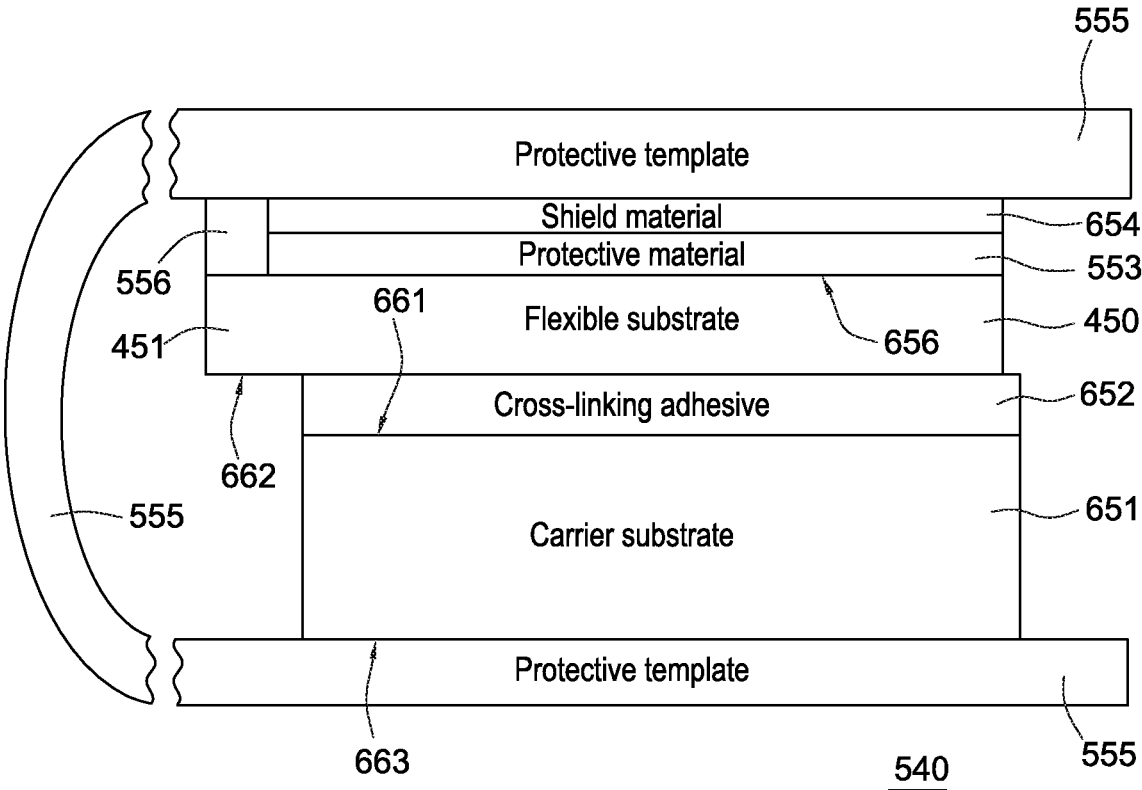 555
Protective template
Shield material
654
Protective material
553
556
661
Flexible substrate
450
451
656
Cross-linking adhesive
652
662
555
651
Carrier substrate
Protective template
663
555
540